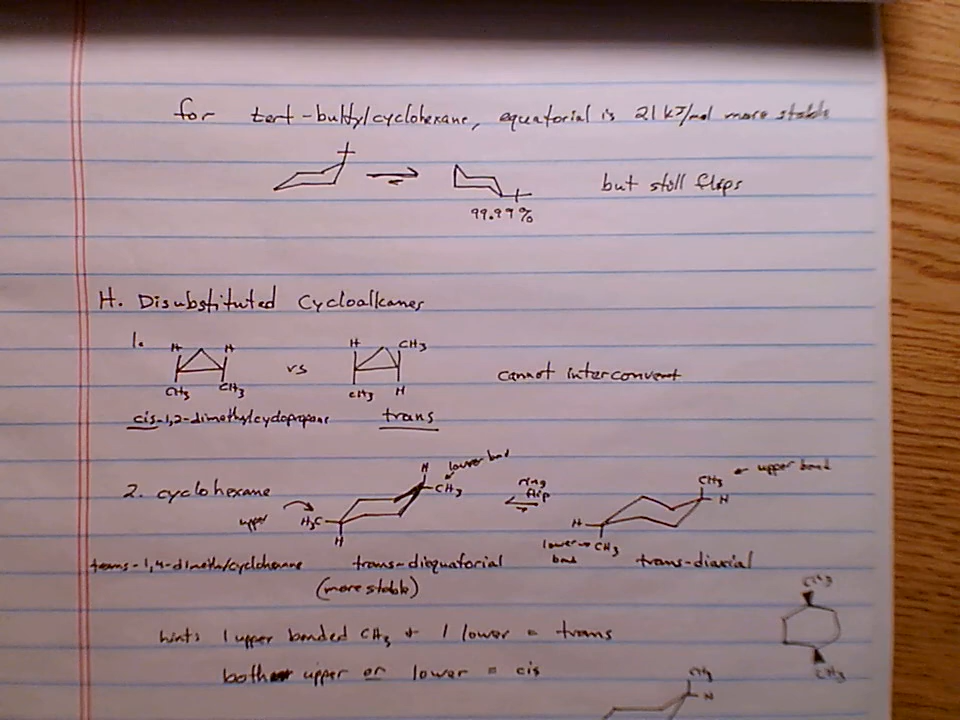 for tert-butylcyclohexane, equatorial is 21 kJ/mol more stable
but still flips
99.99%
H. Disubstituted Cycloalkanes
1.
H H
CH₃ CH₃
vs
H CH₃
CH₃ H
cannot interconvert
cis-1,2-dimethylcyclopropane trans
2. cyclohexane
upper
H₃C
H
H
lower bond
CH₃
ring flip
CH₃
upper bond
H
H
CH₃
lower bond
trans-1,4-dimethylcyclohexane trans-diequatorial trans-diaxial
(more stable)
hint: 1 upper bonded CH₃ + 1 lower = trans
both upper or lower = cis
CH₃
CH₃
CH₃
H